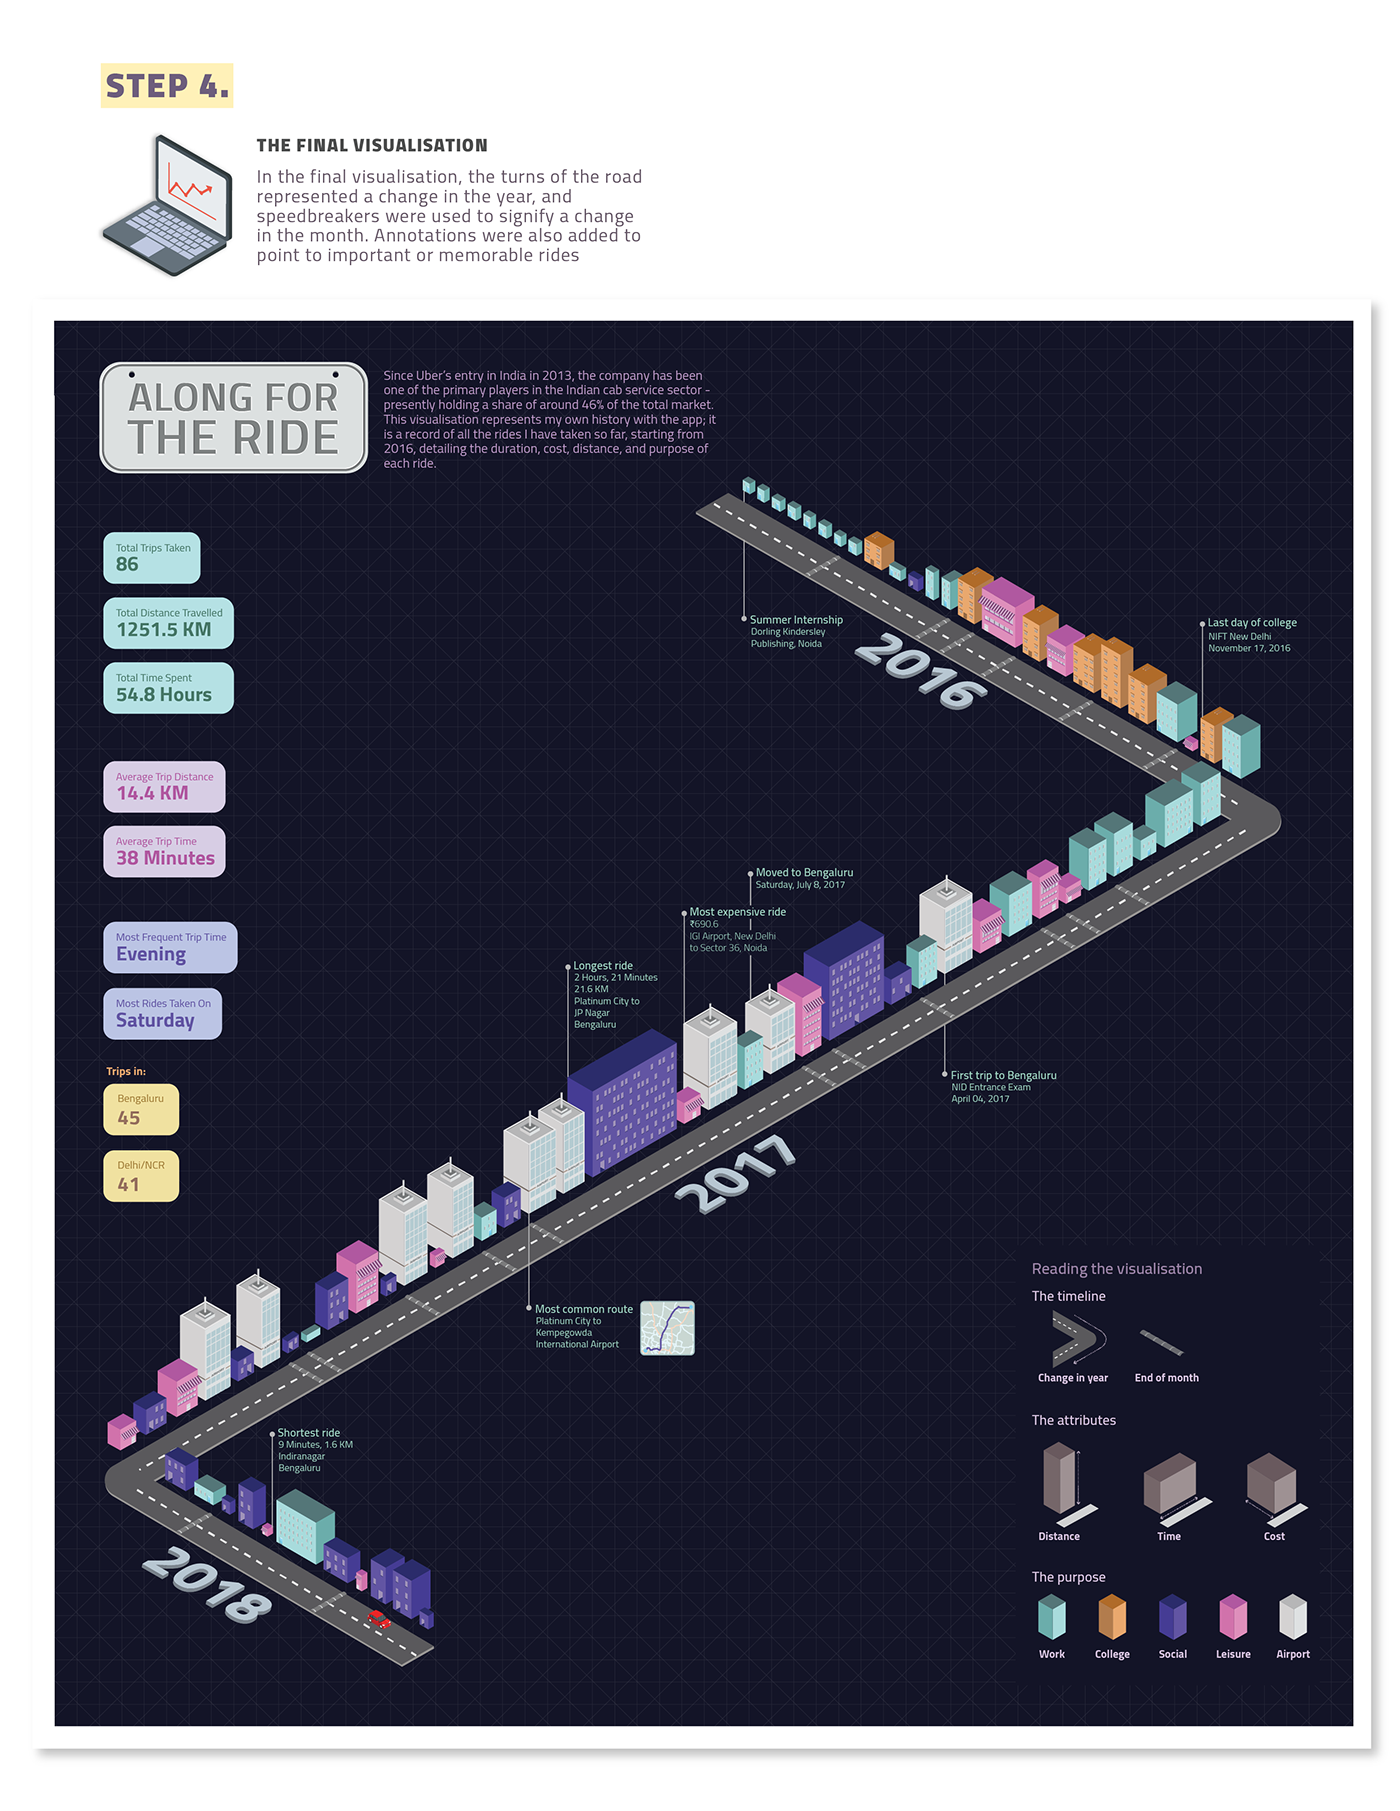 STEP 4.
THE FINAL VISUALISATION
In the final visualisation, the turns of the road
represented a change in the year, and
speedbreakers were used to signify a change
in the month. Annotations were also added to
point to important or memorable rides
ALONG FOR
THE RIDE
Since Uber's entry in India in 2013, the company has been
one of the primary players in the Indian cab service sector -
presently holding a share of around 46% of the total market.
This visualisation represents my own history with the app; it
is a record of all the rides I have taken so far, starting from
2016, detailing the duration, cost, distance, and purpose of
each ride.
Total Trips Taken
86
Total Distance Travelled
1251.5 KM
Total Time Spent
54.8 Hours
Average Trip Distance
14.4 KM
Average Trip Time
38 Minutes
Most Frequent Trip Time
Evening
Most Rides Taken On
Saturday
Trips in:
Bengaluru
45
Delhi/NCR
41
Summer Internship
Dorling Kindersley
Publishing, Noida
2016
Last day of college
NIFT New Delhi
November 17, 2016
Moved to Bengaluru
Saturday, July 8, 2017
Most expensive ride
₹690.6
IGI Airport, New Delhi
to Sector 36, Noida
Longest ride
2 Hours, 21 Minutes
21.6 KM
Platinum City to
JP Nagar
Bengaluru
First trip to Bengaluru
NID Entrance Exam
April 04, 2017
2017
Most common route
Platinum City to
Kempegowda
International Airport
Shortest ride
9 Minutes, 1.6 KM
Indiranagar
Bengaluru
2018
Reading the visualisation
The timeline
Change in year
End of month
The attributes
Distance
Time
Cost
The purpose
Work
College
Social
Leisure
Airport